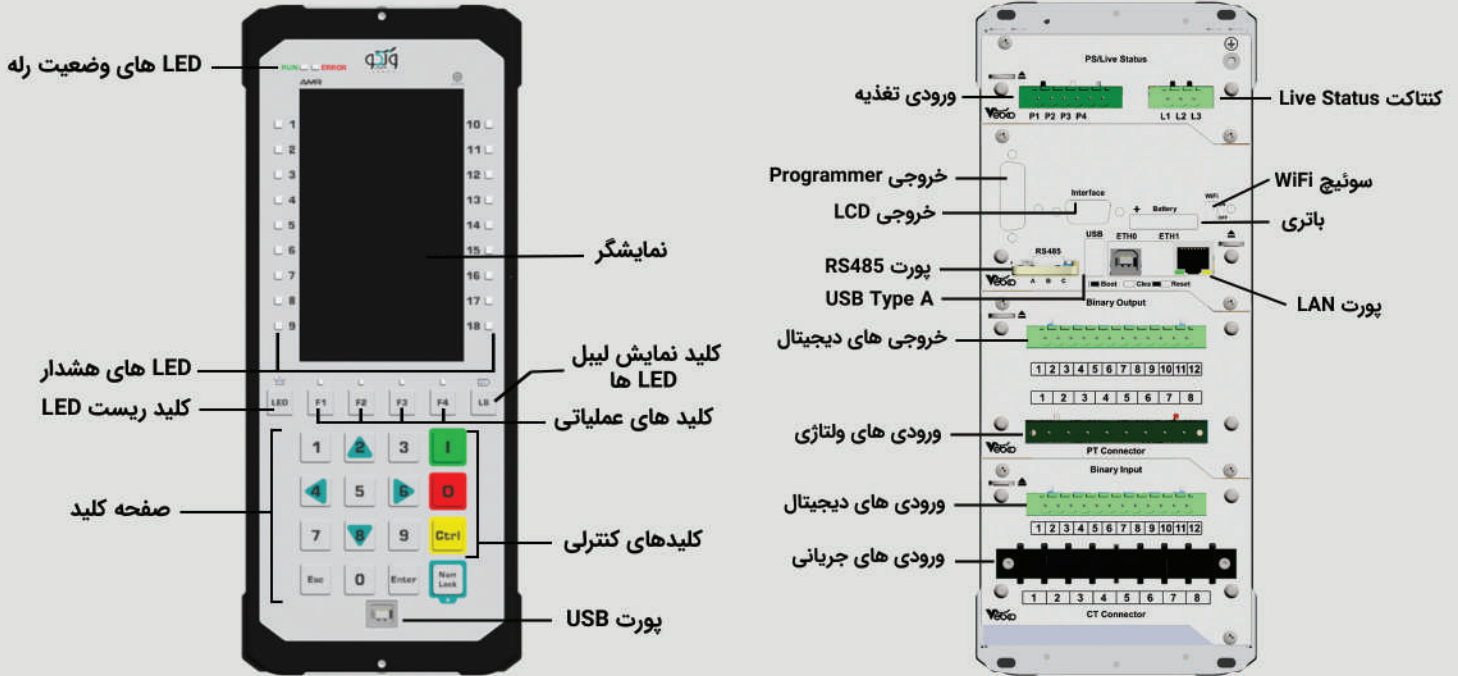 LED های وضعیت رله
RUN ERROR
وبکو
AMR
1
2
3
4
5
6
7
8
9
10
11
12
13
14
15
16
17
18
نمایشگر
LED های هشدار
کلید ریست LED
کلید نمایش لیبل
LED ها
کلید های عملیاتی
LED F1 F2 F3 F4 LB
1 2 3 I
4 5 6 O
7 8 9 Ctrl
Esc 0 Enter Num Lock
صفحه کلید
کلیدهای کنترلی
پورت USB
PS/Live Status
ورودی تغذیه
کنتاکت Live Status
Vebko P1 P2 P3 P4 L1 L2 L3
خروجی Programmer
خروجی LCD
سوئیچ WiFi
باتری
Interface
+ Battery
WiFi
OFF
USB ETH0 ETH1
RS485
پورت RS485
A B C
Vebko
Boot Reset
USB Type A
پورت LAN
Binary Output
خروجی های دیجیتال
1 2 3 4 5 6 7 8 9 10 11 12
1 2 3 4 5 6 7 8
ورودی های ولتاژی
Vebko PT Connector
Binary Input
ورودی های دیجیتال
1 2 3 4 5 6 7 8 9 10 11 12
ورودی های جریانی
1 2 3 4 5 6 7 8
Vebko CT Connector